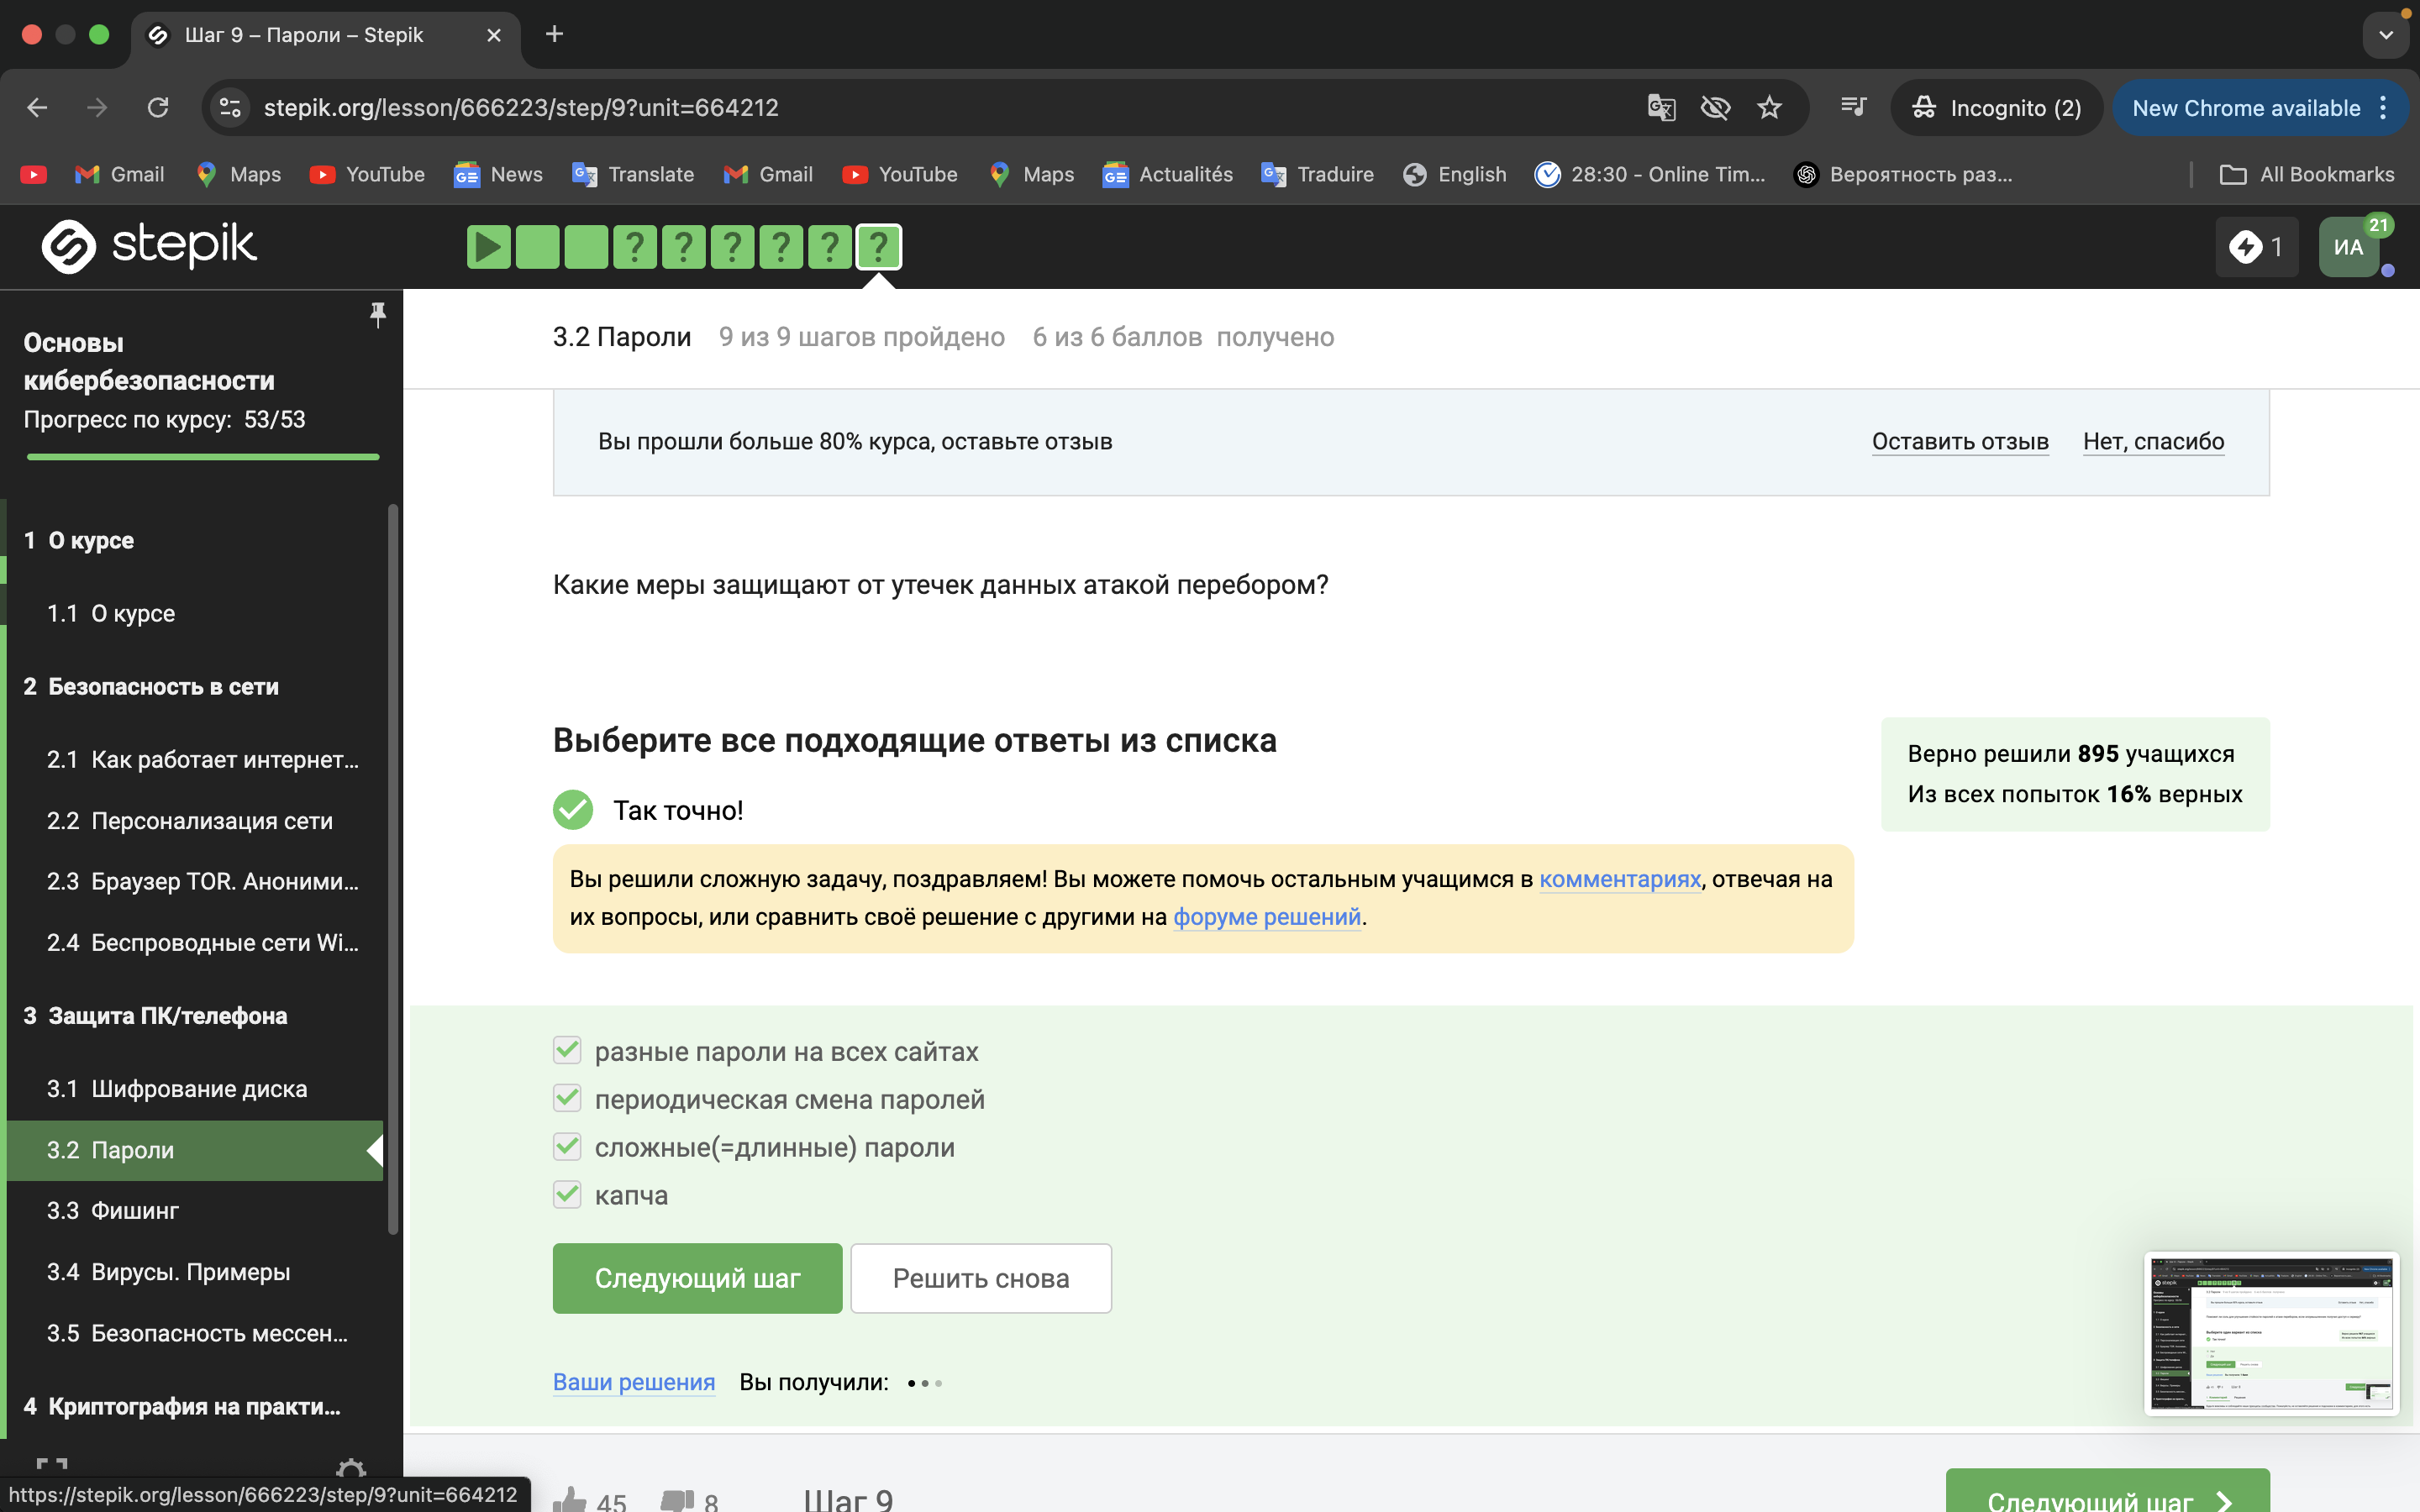 Шаг 9 – Пароли – Stepik
stepik.org/lesson/666223/step/9?unit=664212
Incognito (2)
New Chrome available
Gmail
Maps
YouTube
News
Translate
Gmail
YouTube
Maps
Actualités
Traduire
English
28:30 - Online Tim...
Вероятность раз...
All Bookmarks
stepik
? ? ? ? ? ?
1
ИА
21
Основы
кибербезопасности
Прогресс по курсу: 53/53
1 О курсе
1.1 О курсе
2 Безопасность в сети
2.1 Как работает интернет...
2.2 Персонализация сети
2.3 Браузер TOR. Аноними...
2.4 Беспроводные сети Wi...
3 Защита ПК/телефона
3.1 Шифрование диска
3.2 Пароли
3.3 Фишинг
3.4 Вирусы. Примеры
3.5 Безопасность мессен...
4 Криптография на практи...
https://stepik.org/lesson/666223/step/9?unit=664212
3.2 Пароли 9 из 9 шагов пройдено 6 из 6 баллов получено
Вы прошли больше 80% курса, оставьте отзыв
Оставить отзыв
Нет, спасибо
Какие меры защищают от утечек данных атакой перебором?
Выберите все подходящие ответы из списка
Верно решили 895 учащихся
Из всех попыток 16% верных
Так точно!
Вы решили сложную задачу, поздравляем! Вы можете помочь остальным учащимся в комментариях, отвечая на
их вопросы, или сравнить своё решение с другими на форуме решений.
разные пароли на всех сайтах
периодическая смена паролей
сложные(=длинные) пароли
капча
Следующий шаг
Решить снова
Ваши решения Вы получили:
45
8
Шаг 9
Следующий шаг